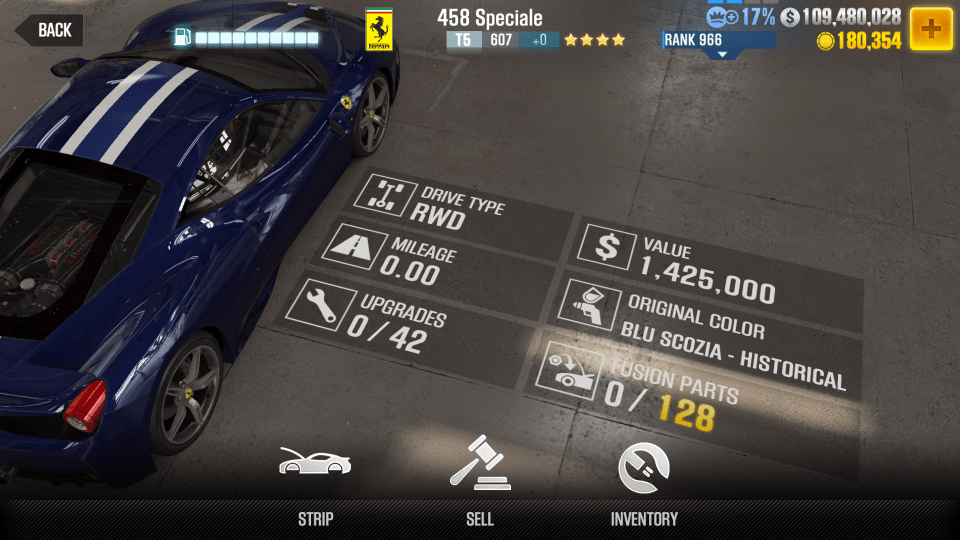 BACK
Ferrari
458 Speciale
T5 607 +0
17%
$ 109,480,028
RANK 966
180,354
DRIVE TYPE
RWD
MILEAGE
0.00
UPGRADES
0/42
$
VALUE
1,425,000
ORIGINAL COLOR
BLU SCOZIA - HISTORICAL
FUSION PARTS
0/128
STRIP
SELL
INVENTORY